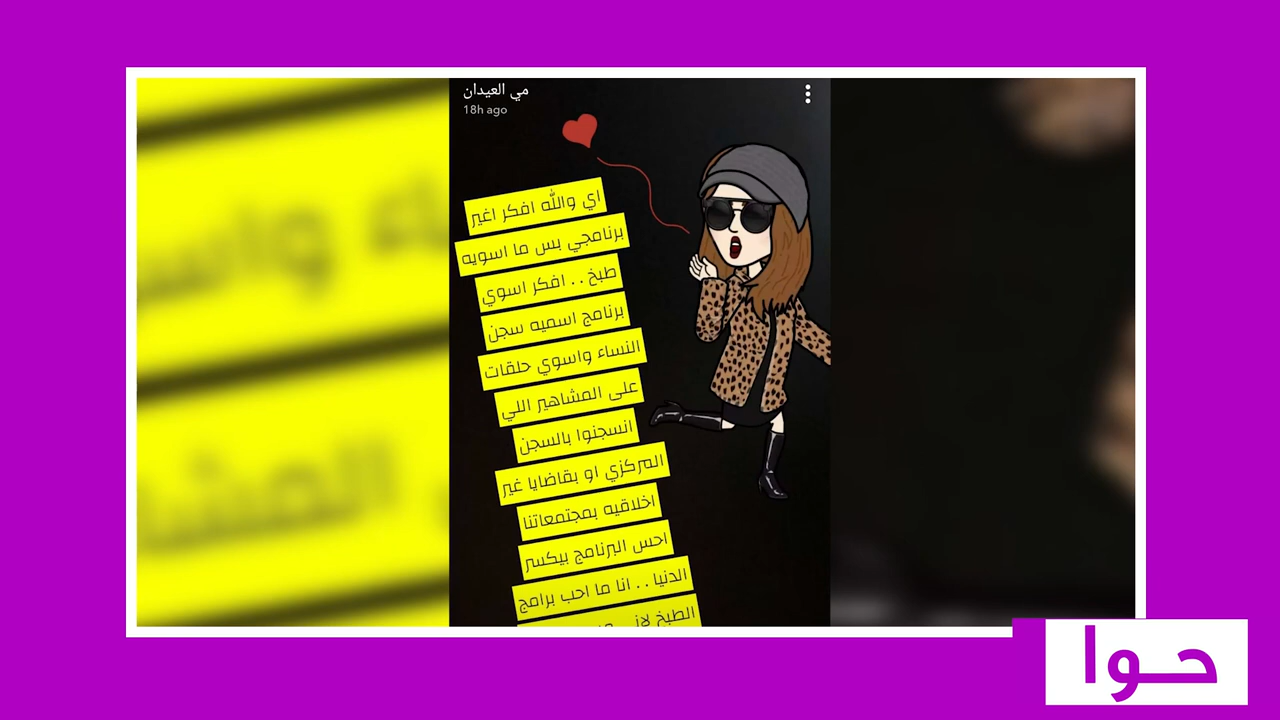 مي العيدان
18h ago
اي والله افكر اغير
برنامجي بس ما اسويه
طبخ .. افكر اسوي
برنامج اسميه سجن
النساء واسوي حلقات
على المشاهير اللي
انسجنوا بالسجن
المركزي او بقاضايا غير
اخلاقيه بمجتمعاتنا
احس البرنامج بيكسر
الدنيا .. انا ما احب برامج
الطبخ
حوا